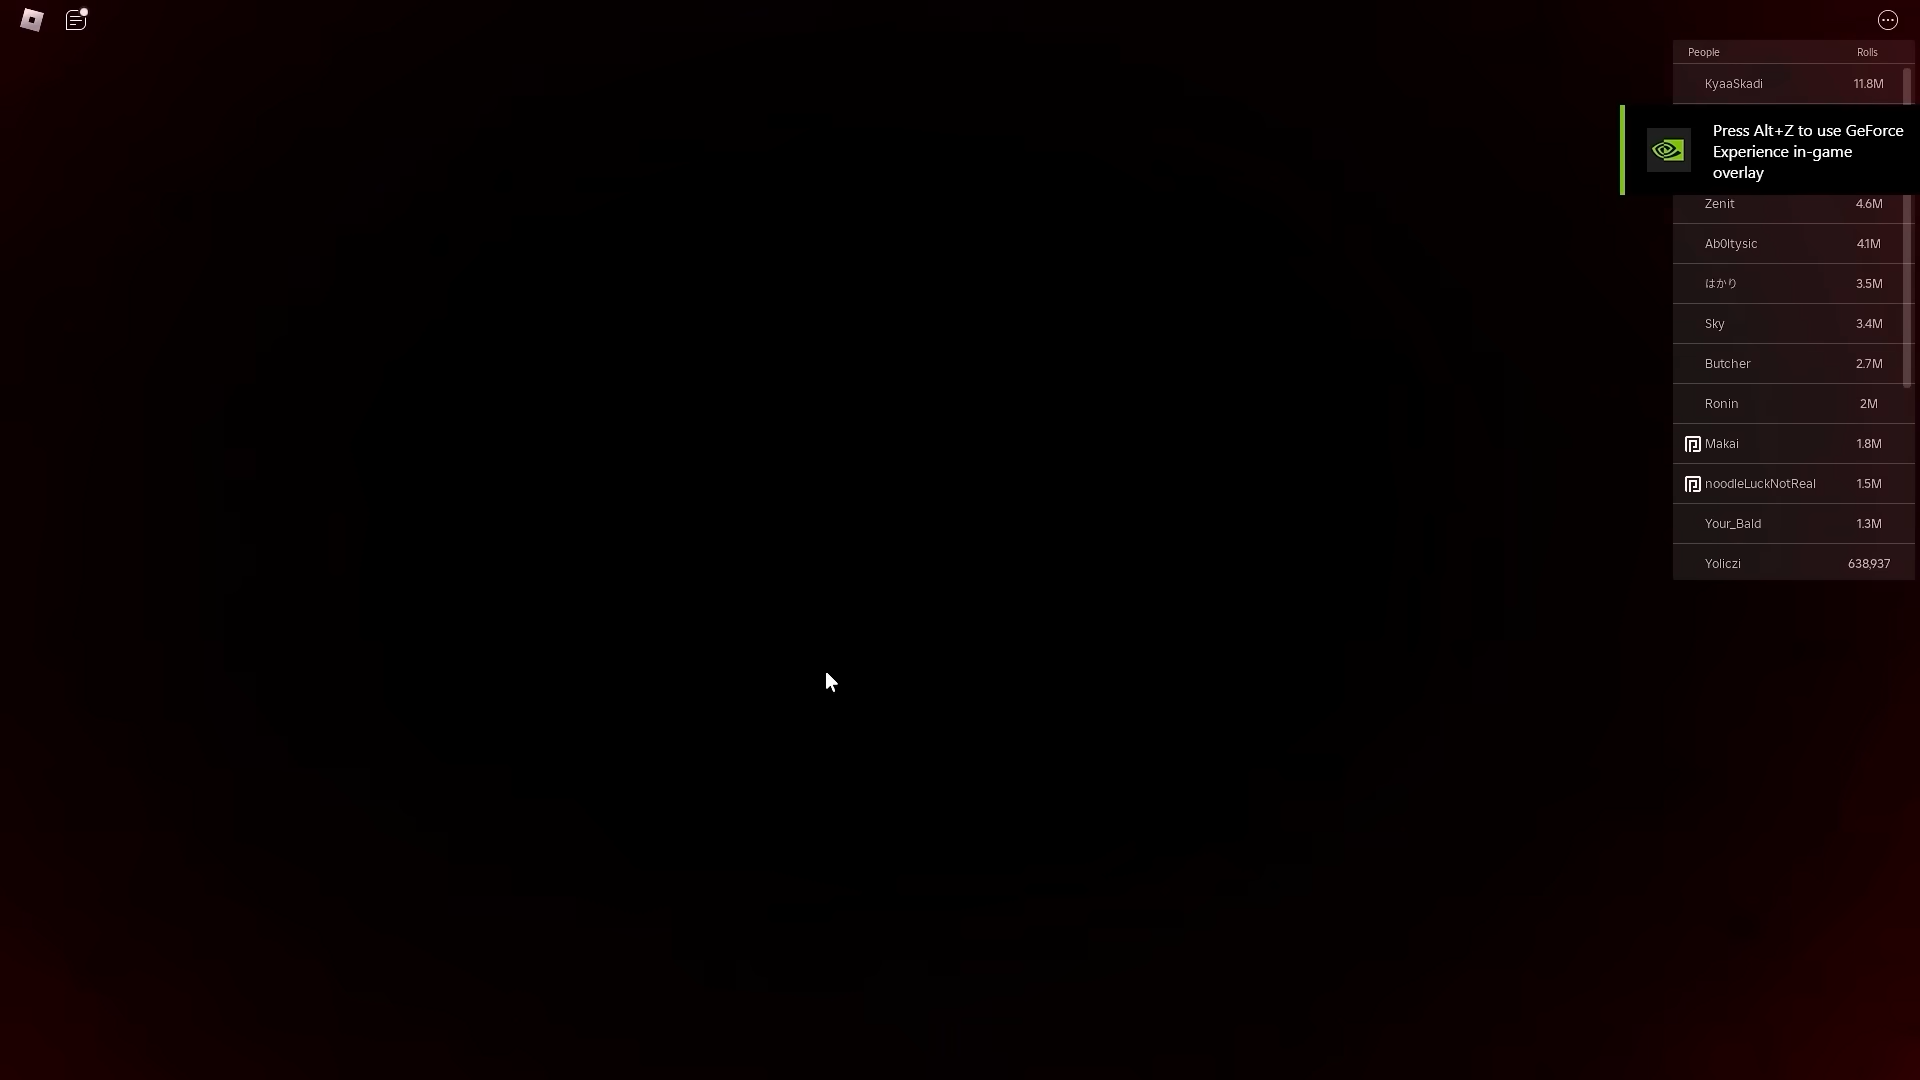 People Rolls
KyaaSkadi 11.8M
Press Alt+Z to use GeForce
Experience in-game
overlay
Zenit 4.6M
Ab0ltysic 4.1M
はかり 3.5M
Sky 3.4M
Butcher 2.7M
Ronin 2M
Makai 1.8M
noodleLuckNotReal 1.5M
Your_Bald 1.3M
Yoliczi 638,937